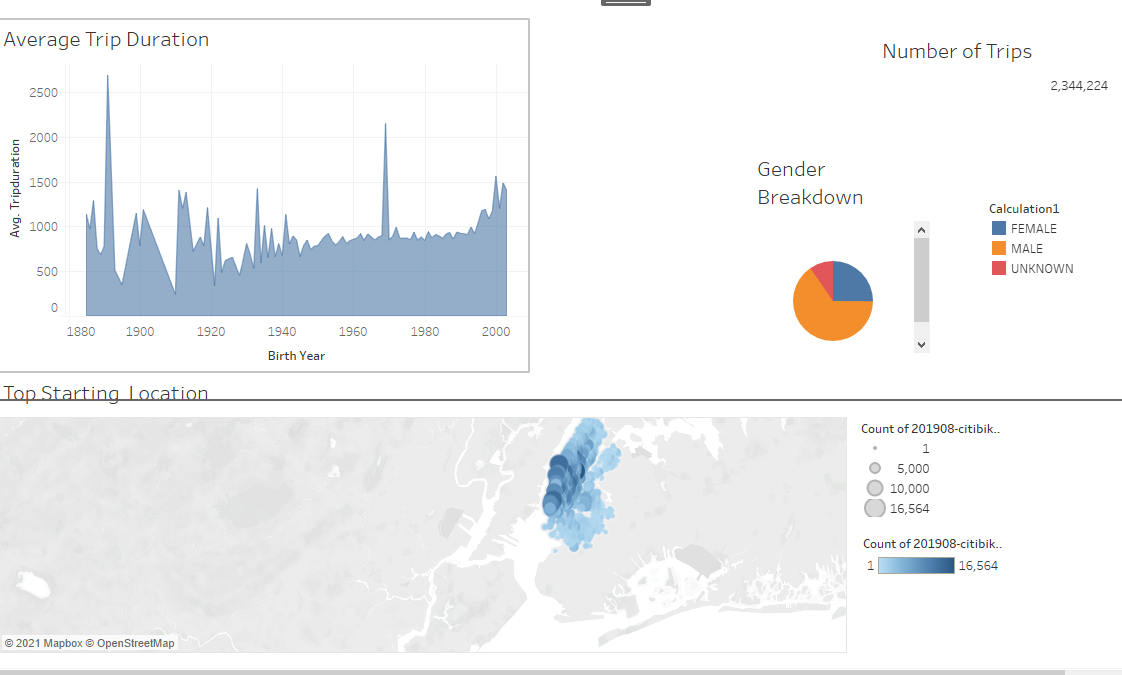 Average Trip Duration
Avg. Tripduration
2500
2000
1500
1000
500
0
1880 1900 1920 1940 1960 1980 2000
Birth Year
Number of Trips
2,344,224
Gender
Breakdown
Calculation1
FEMALE
MALE
UNKNOWN
Top Starting Location
© 2021 Mapbox © OpenStreetMap
Count of 201908-citibik..
1
5,000
10,000
16,564
Count of 201908-citibik..
1 16,564